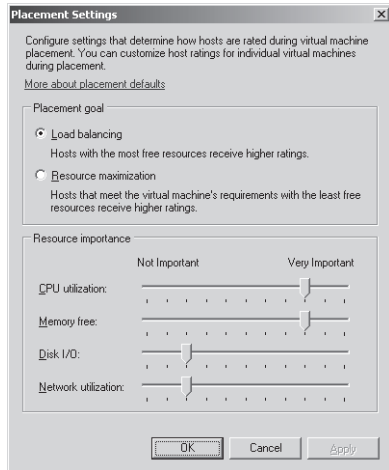 Placement Settings
Configure settings that determine how hosts are rated during virtual machine
placement. You can customize host ratings for individual virtual machines
during placement.
More about placement defaults
Placement goal
Load balancing
Hosts with the most free resources receive higher ratings.
Resource maximization
Hosts that meet the virtual machine's requirements with the least free
resources receive higher ratings.
Resource importance
Not Important Very Important
CPU utilization:
Memory free:
Disk I/O:
Network utilization:
OK Cancel Apply